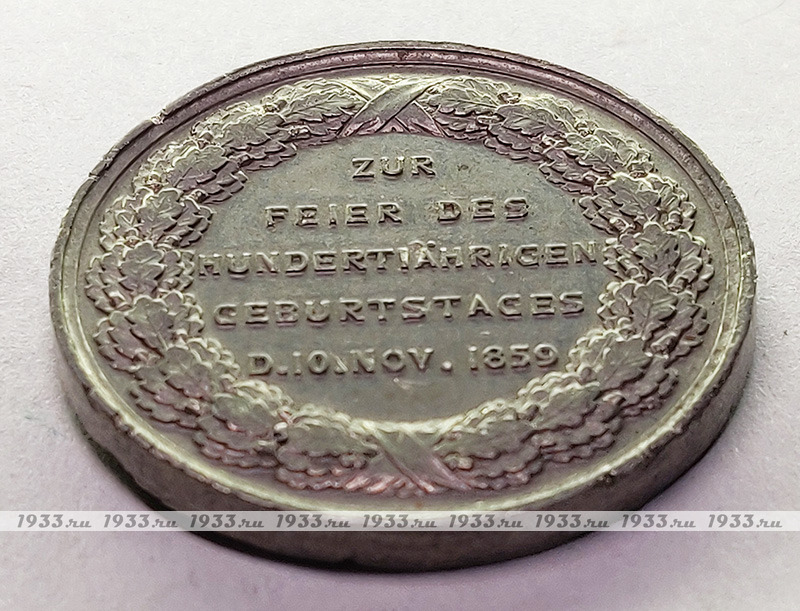 ZUR
FEIER DES
HUNDERTJÄHRIGEN
GEBURTSTAGES
D.10.NOV. 1859
1933.ru 1933.ru 1933.ru 1933.ru 1933.ru 1933.ru 1933.ru 1933.ru 1933.ru